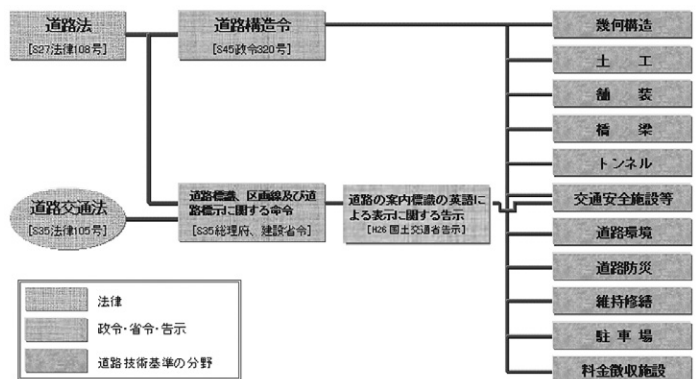 道路法
[S27法律108号]
道路構造令
[S45政令320号]
道路交通法
[S35法律105号]
道路標識、区画線及び道
路標示に関する命令
[S35総理府、建設省令]
道路の案内標識の英語に
よる表示に関する告示
[H26 国土交通省告示]
幾何構造
土 工
舗 装
橋 梁
トンネル
交通安全施設等
道路環境
道路防災
維持修繕
駐車場
料金徴収施設
法律
政令・省令・告示
道路技術基準の分野